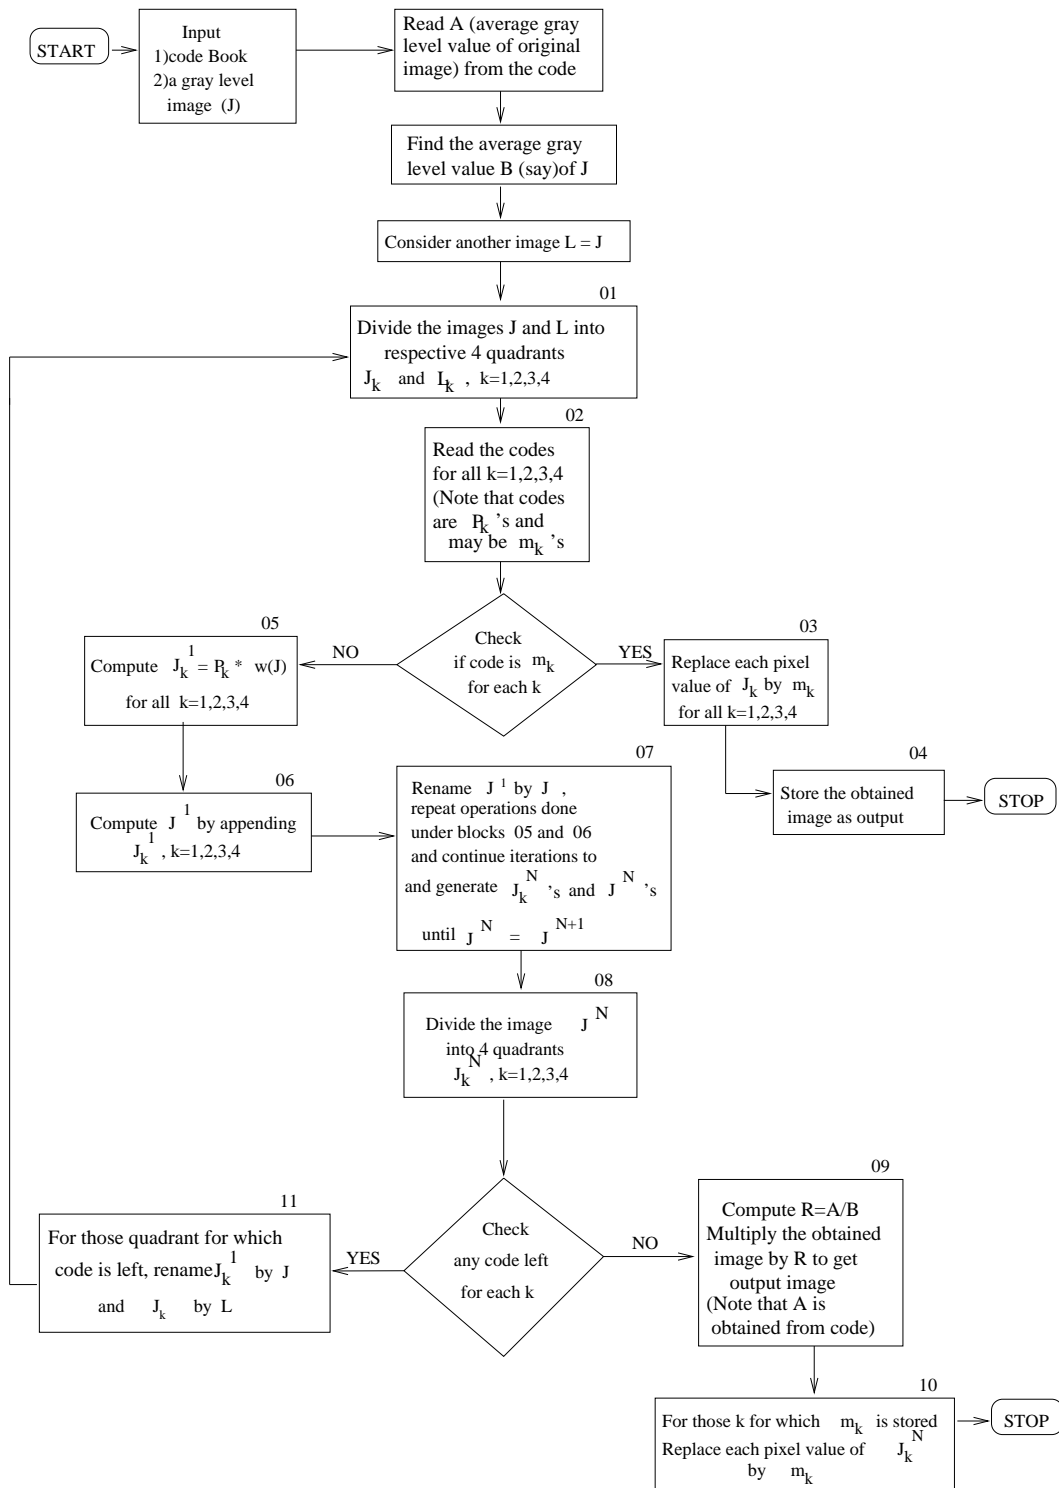 START
Input
1)code Book
2)a gray level
image (J)
Read A (average gray
level value of original
image) from the code
Find the average gray
level value B (say)of J
Consider another image L = J
01
Divide the images J and L into
respective 4 quadrants
J_k and L_k , k=1,2,3,4
02
Read the codes
for all k=1,2,3,4
(Note that codes
are P_k 's and
may be m_k 's
Check
if code is m_k
for each k
NO
YES
05
Compute J_k^1 = P_k * w(J)
for all k=1,2,3,4
03
Replace each pixel
value of J_k by m_k
for all k=1,2,3,4
04
Store the obtained
image as output
STOP
06
Compute J^1 by appending
J_k^1 , k=1,2,3,4
07
Rename J^1 by J ,
repeat operations done
under blocks 05 and 06
and continue iterations to
and generate J_k^N 's and J^N 's
until J^N = J^N+1
08
Divide the image J^N
into 4 quadrants
J_k^N , k=1,2,3,4
Check
any code left
for each k
YES
NO
11
For those quadrant for which
code is left, rename J_k^1 by J
and J_k by L
09
Compute R=A/B
Multiply the obtained
image by R to get
output image
(Note that A is
obtained from code)
10
For those k for which m_k is stored
Replace each pixel value of J_k^N
by m_k
STOP